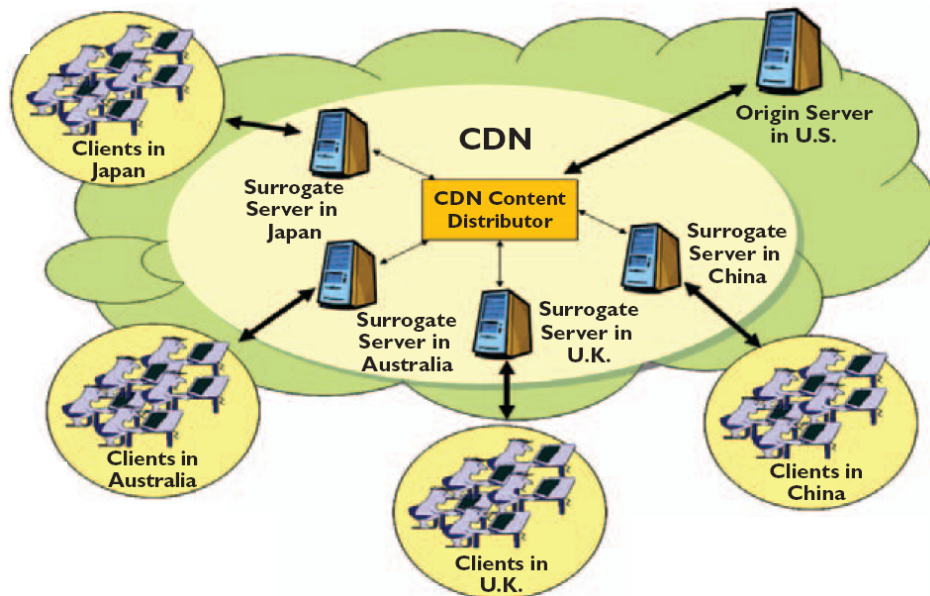 Clients in
Japan
CDN
Origin Server
in U.S.
Surrogate
Server in
Japan
CDN Content
Distributor
Surrogate
Server in
China
Surrogate
Server in
Australia
Surrogate
Server in
U.K.
Clients in
Australia
Clients in
U.K.
Clients in
China